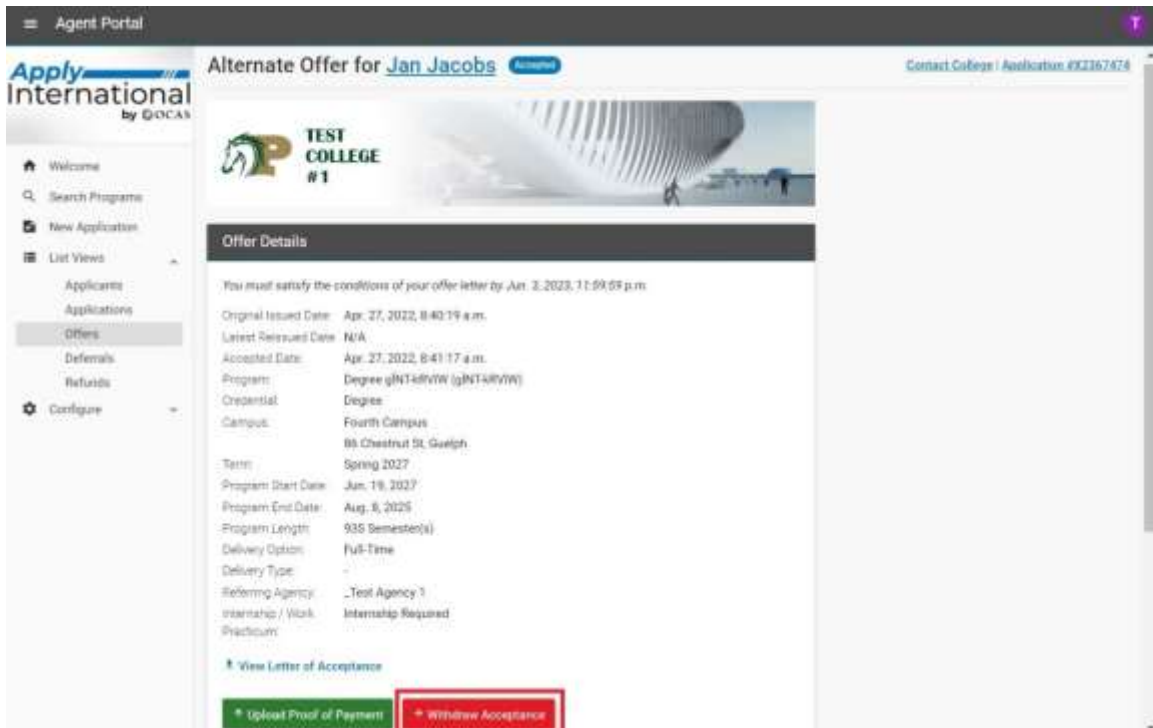 Agent Portal
T
Apply
International
by OCAS
Welcome
Search Programs
New Application
List Views
Applicants
Applications
Offers
Deferrals
Refunds
Configure
Alternate Offer for Jan Jacobs Accepted
Contact College | Application #X2367474
P TEST
COLLEGE
#1
Offer Details
You must satisfy the conditions of your offer letter by Jun. 3, 2023, 11:59:59 p.m.
Original Issued Date: Apr. 27, 2022, 8:40:19 a.m.
Latest Reissued Date: N/A
Accepted Date: Apr. 27, 2022, 8:41:17 a.m.
Program: Degree
Credential: Degree
Campus: Fourth Campus
86 Chestnut St, Guelph
Term: Spring 2027
Program Start Date: Jun. 19, 2027
Program End Date: Aug. 8, 2025
Program Length: 935 Semester(s)
Delivery Option: Full-Time
Delivery Type: -
Referring Agency: _Test Agency 1
Internship / Work Internship Required
Practicum:
View Letter of Acceptance
Upload Proof of Payment
Withdraw Acceptance